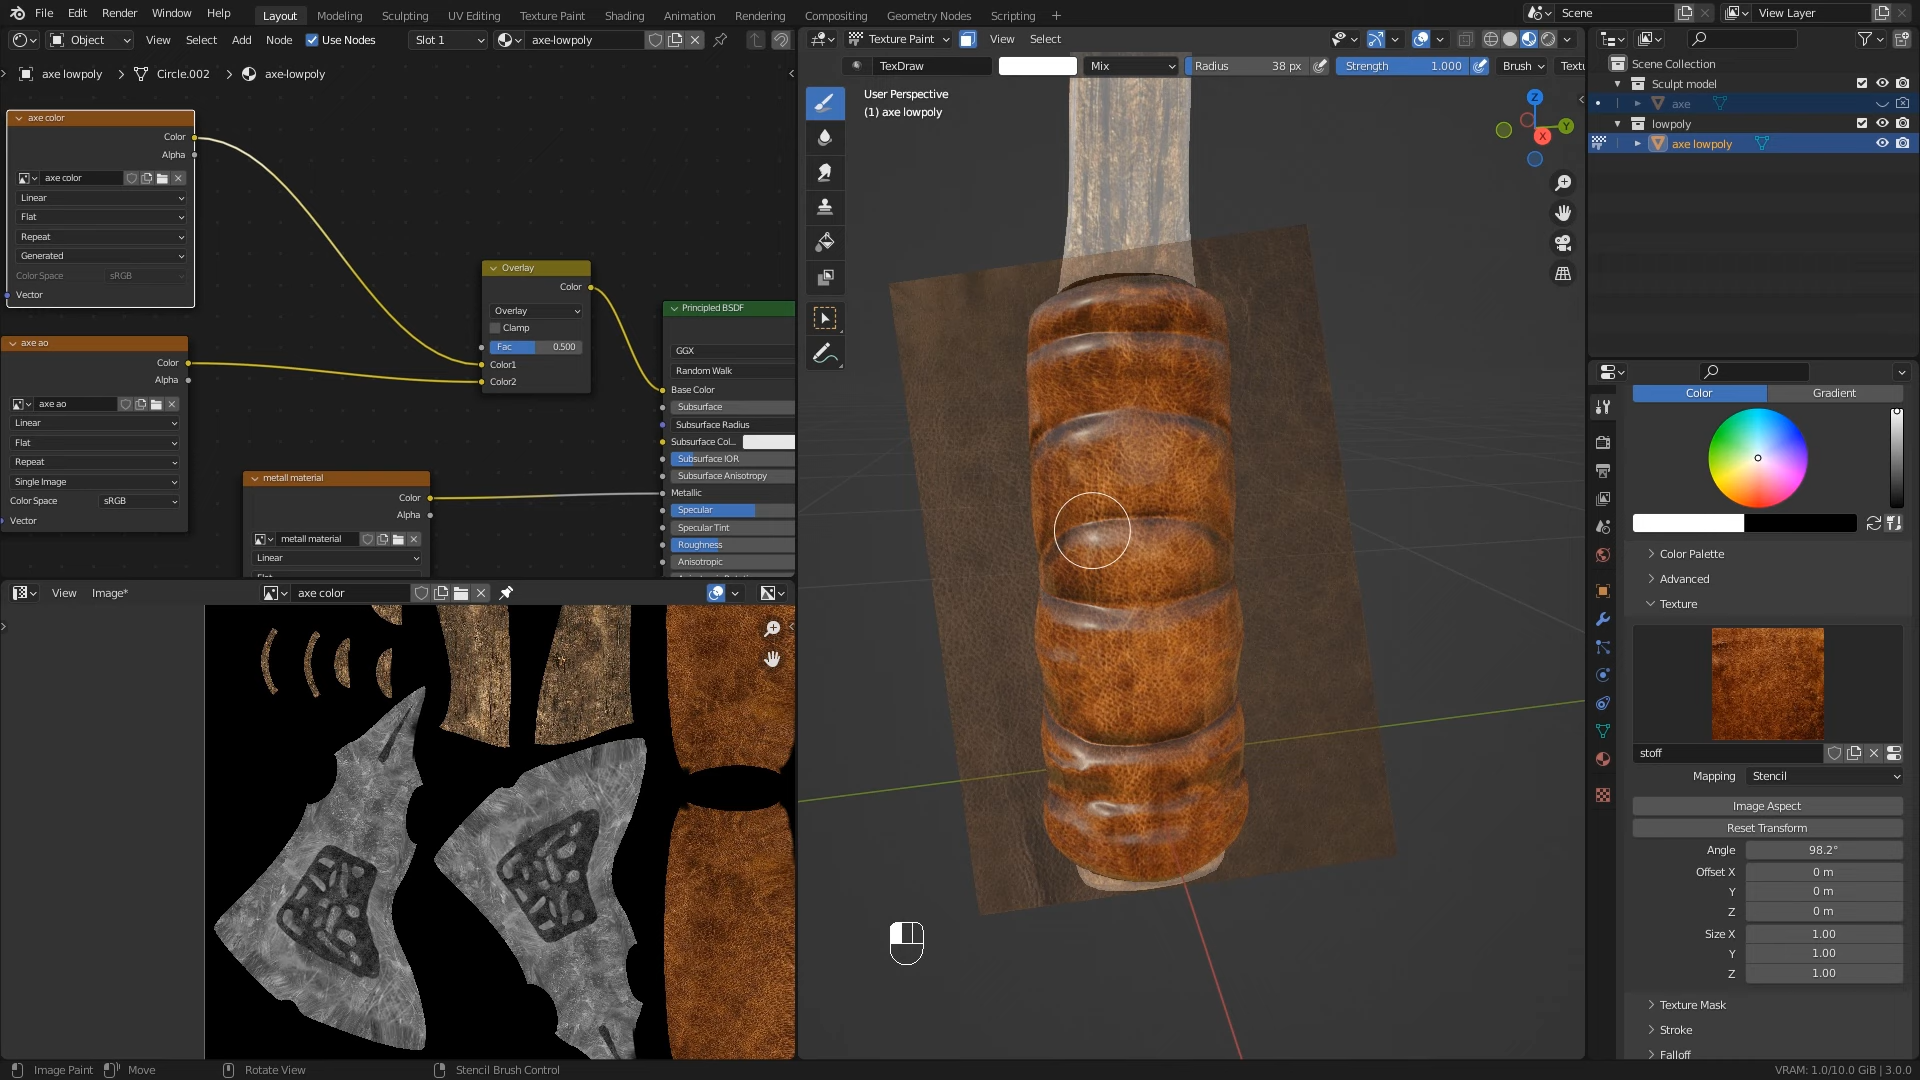 File Edit Render Window Help Layout Modeling Sculpting UV Editing Texture Paint Shading Animation Rendering Compositing Geometry Nodes Scripting + Scene View Layer
Object View Select Add Node Use Nodes Slot 1 axe-lowpoly
axe lowpoly > Circle.002 > axe-lowpoly
axe color
Color
Alpha
axe color
Linear
Flat
Repeat
Generated
Color Space sRGB
Vector
axe ao
Color
Alpha
axe ao
Linear
Flat
Repeat
Single Image
Color Space sRGB
Vector
Overlay
Color
Overlay
Clamp
Fac 0.500
Color1
Color2
metall material
Color
Alpha
metall material
Linear
Principled BSDF
GGX
Random Walk
Base Color
Subsurface
Subsurface Radius
Subsurface Col...
Subsurface IOR
Subsurface Anisotropy
Metallic
Specular
Specular Tint
Roughness
Anisotropic
View Image* axe color
Texture Paint View Select
TexDraw Mix Radius 38 px Strength 1.000 Brush Textu
User Perspective
(1) axe lowpoly
Z
Y
X
Scene Collection
Sculpt model
axe
lowpoly
axe lowpoly
Color Gradient
Color Palette
Advanced
Texture
stoff
Mapping Stencil
Image Aspect
Reset Transform
Angle 98.2°
Offset X 0 m
Y 0 m
Z 0 m
Size X 1.00
Y 1.00
Z 1.00
Texture Mask
Stroke
Falloff
Image Paint Move Rotate View Stencil Brush Control VRAM: 1.0/10.0 GiB | 3.0.0